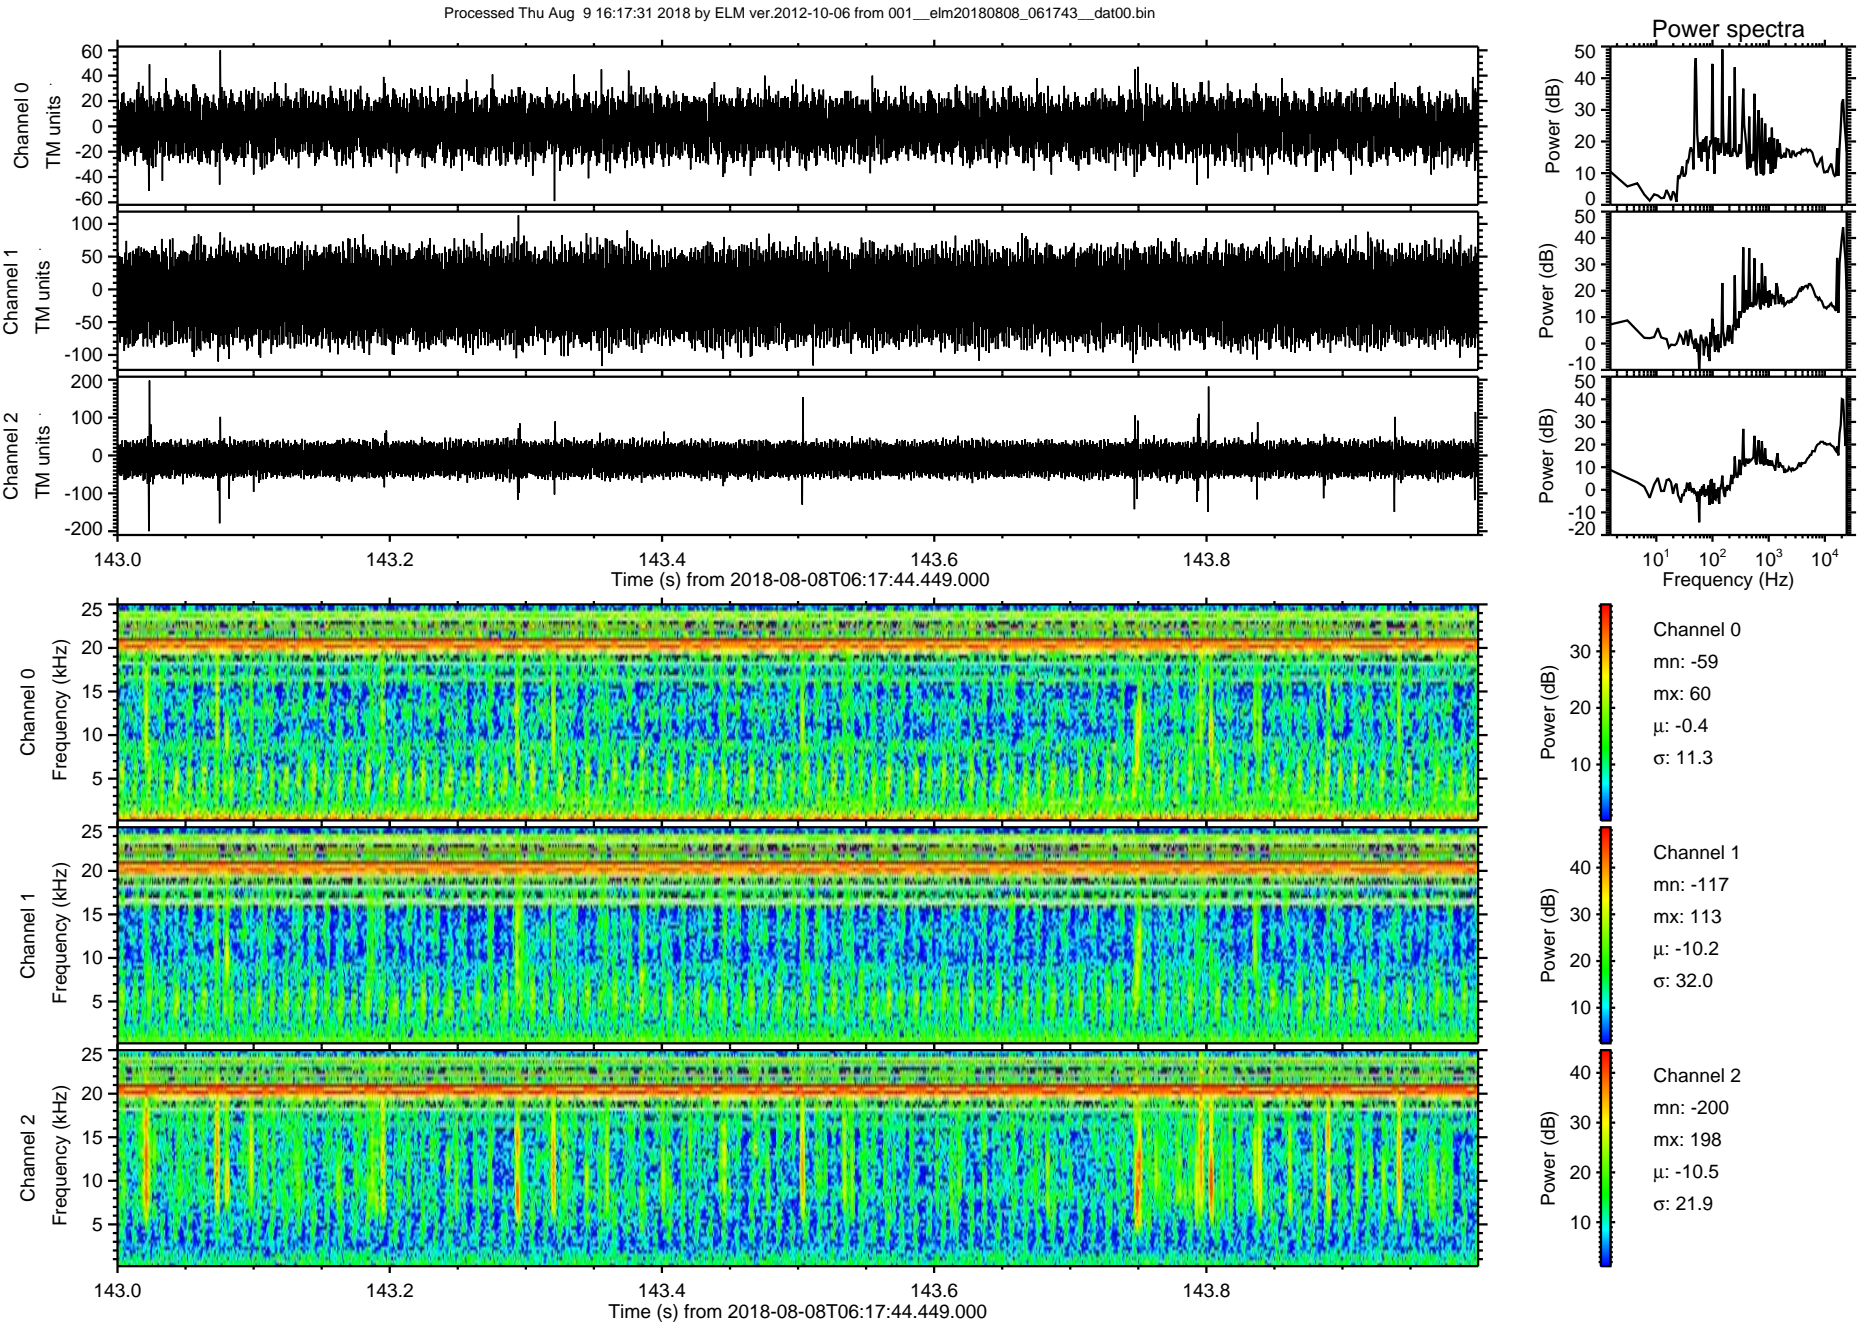 Processed Thu Aug  9 16:17:31 2018 by ELM ver.2012-10-06 from 001__elm20180808_061743__dat00.bin
Power spectra
Channel 0
TM units
60
40
20
0
-20
-40
-60
Power (dB)
50
40
30
20
10
0
Channel 1
TM units
100
50
0
-50
-100
Power (dB)
50
40
30
20
10
0
-10
Channel 2
TM units
200
100
0
-100
-200
Power (dB)
50
40
30
20
10
0
-10
-20
143.0 143.2 143.4 143.6 143.8
Time (s) from 2018-08-08T06:17:44.449.000
10^1 10^2 10^3 10^4
Frequency (Hz)
Channel 0
Frequency (kHz)
25
20
15
10
5
Power (dB)
30
20
10
Channel 0
mn: -59
mx: 60
μ: -0.4
σ: 11.3
Channel 1
Frequency (kHz)
25
20
15
10
5
Power (dB)
40
30
20
10
Channel 1
mn: -117
mx: 113
μ: -10.2
σ: 32.0
Channel 2
Frequency (kHz)
25
20
15
10
5
Power (dB)
40
30
20
10
Channel 2
mn: -200
mx: 198
μ: -10.5
σ: 21.9
143.0 143.2 143.4 143.6 143.8
Time (s) from 2018-08-08T06:17:44.449.000